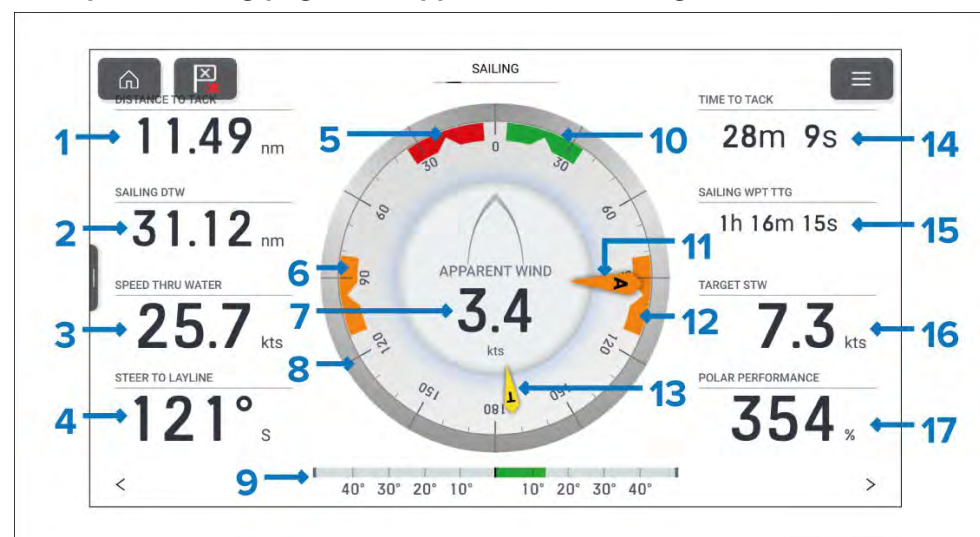 SAILING
DISTANCE TO TACK
1 11.49 nm
SAILING DTW
2 31.12 nm
SPEED THRU WATER
3 25.7 kts
STEER TO LAYLINE
4 121° S
5 10
0
30 30
60 60
6 90
11 A
APPARENT WIND
7 3.4
kts
12
8 120 120
150 150
180
T 13
9 40° 30° 20° 10° 10° 20° 30° 40°
TIME TO TACK
28m 9s 14
SAILING WPT TTG
1h 16m 15s 15
TARGET STW
7.3 kts 16
POLAR PERFORMANCE
354 % 17
< >